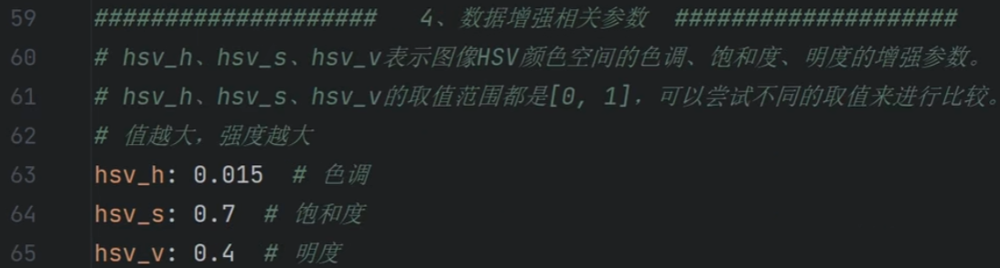 59 #################### 4、数据增强相关参数 ####################
60 # hsv_h、hsv_s、hsv_v表示图像HSV颜色空间的色调、饱和度、明度的增强参数。
61 # hsv_h、hsv_s、hsv_v的取值范围都是[0, 1]，可以尝试不同的取值来进行比较。
62 # 值越大，强度越大
63 hsv_h: 0.015 # 色调
64 hsv_s: 0.7 # 饱和度
65 hsv_v: 0.4 # 明度